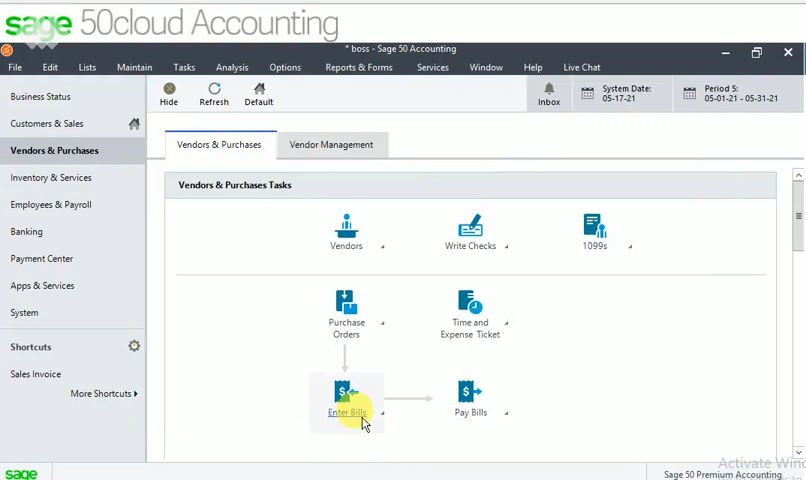 sage 50cloud Accounting
* boss - Sage 50 Accounting
File Edit Lists Maintain Tasks Analysis Options Reports & Forms Services Window Help Live Chat
Business Status
Customers & Sales
Vendors & Purchases
Inventory & Services
Employees & Payroll
Banking
Payment Center
Apps & Services
System
Shortcuts
Sales Invoice
More Shortcuts
Hide Refresh Default
Inbox
System Date:
05-17-21
Period 5:
05-01-21 - 05-31-21
Vendors & Purchases Vendor Management
Vendors & Purchases Tasks
Vendors Write Checks 1099s
Purchase
Orders
Time and
Expense Ticket
Enter Bills Pay Bills
Activate Win
sage
Sage 50 Premium Accounting